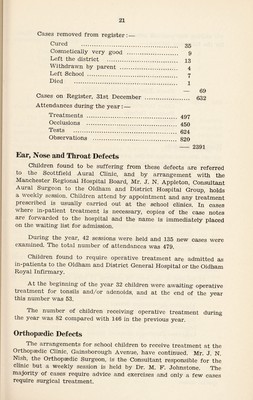 21
Cases removed from register:—
Cured ... 35
Cosmetically very good ... 9
Left the district ... 13
Withdrawn by parent ... 4
Left School ... 7
Died ... 1
— 69
Cases on Register, 31st December ... 632
Attendances during the year:—
Treatments ... 497
Occlusions ... 450
Tests ... 624
Observations ... 820
— 2391
Ear, Nose and Throat Defects
Children found to be suffering from these defects are referred
to the Scottfield Aural Clinic, and by arrangement with the
Manchester Regional Hospital Board, Mr. J. N. Appleton, Consultant
Aural Surgeon to the Oldham and District Hospital Group, holds
a weekly session. Children attend by appointment and any treatment
prescribed is usually carried out at the school clinics. In cases
where in-patient treatment is necessary, copies of the case notes
are forwarded to the hospital and the name is immediately placed
on the waiting list for admission.
During the year, 42 sessions were held and 135 new cases were
examined. The total number of attendances was 479.
Children found to require operative treatment are admitted as
in-patients to the Oldham and District General Hospital or the Oldham
Royal Infirmary.
At the beginning of the year 32 children were awaiting operative
treatment for tonsils and/or adenoids, and at the end of the year
this number was 53.
The number of children receiving operative treatment during
the year was 82 compared with 146 in the previous year.
Orthopædic Defects
The arrangements for school children to receive treatment at the
Orthopædic Clinic, Gainsborough Avenue, have continued. Mr. J. N.
Nish, the Orthopædic Surgeon, is the Consultant responsible for the
clinic but a weekly session is held by Dr. M. F. Johnstone. The
majority of cases require advice and exercises and only a few cases
require surgical treatment.